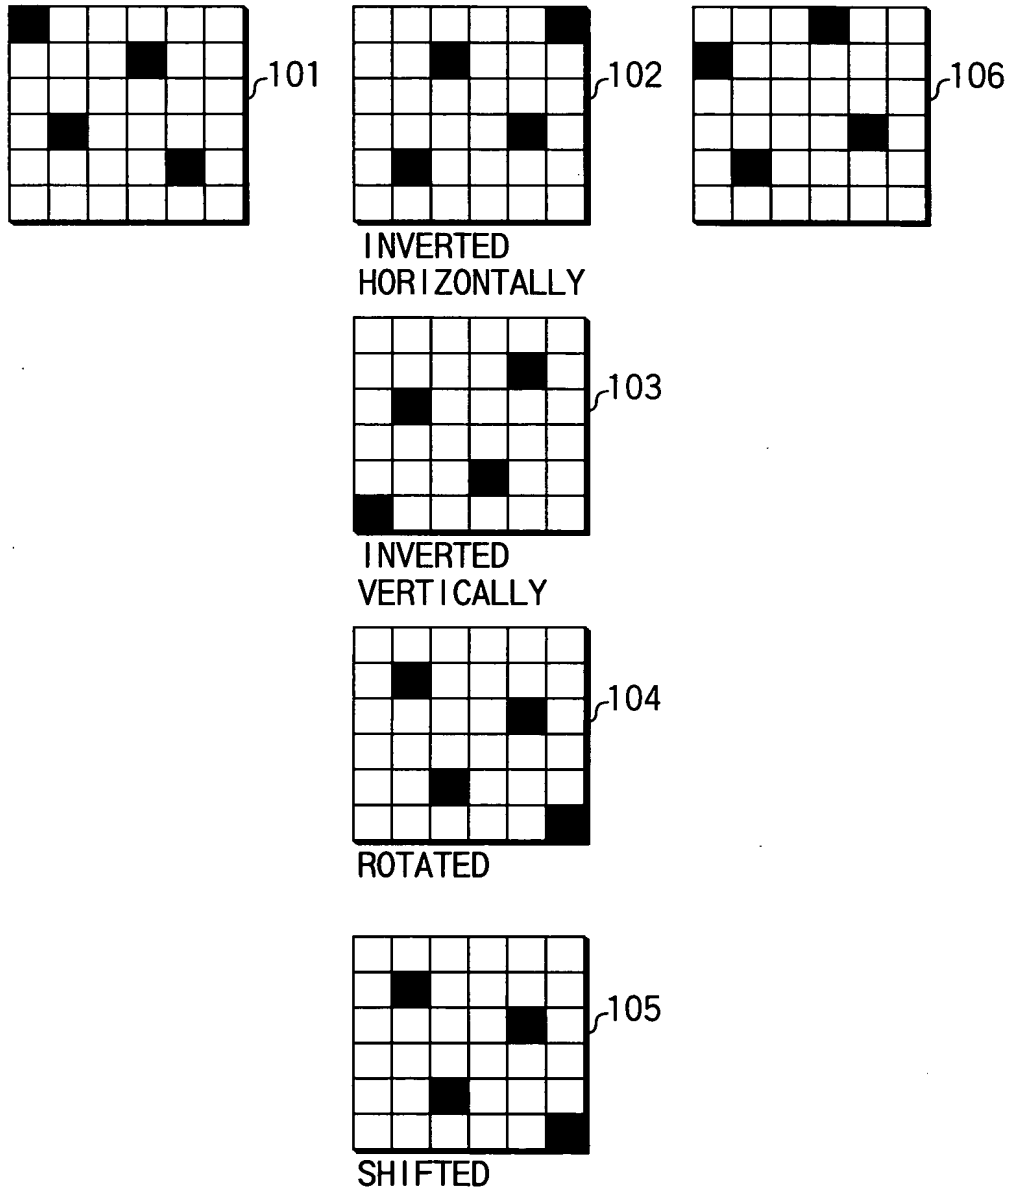 101
102
106
INVERTED
HORIZONTALLY
103
INVERTED
VERTICALLY
104
ROTATED
105
SHIFTED